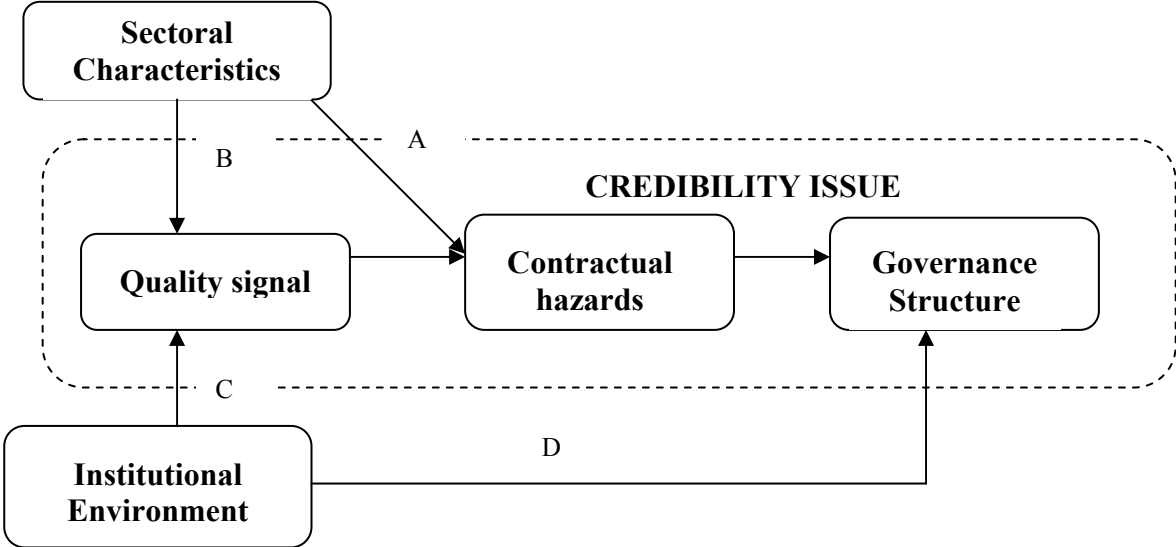 Sectoral
Characteristics
A
B
CREDIBILITY ISSUE
Quality signal
Contractual
hazards
Governance
Structure
C
D
Institutional
Environment